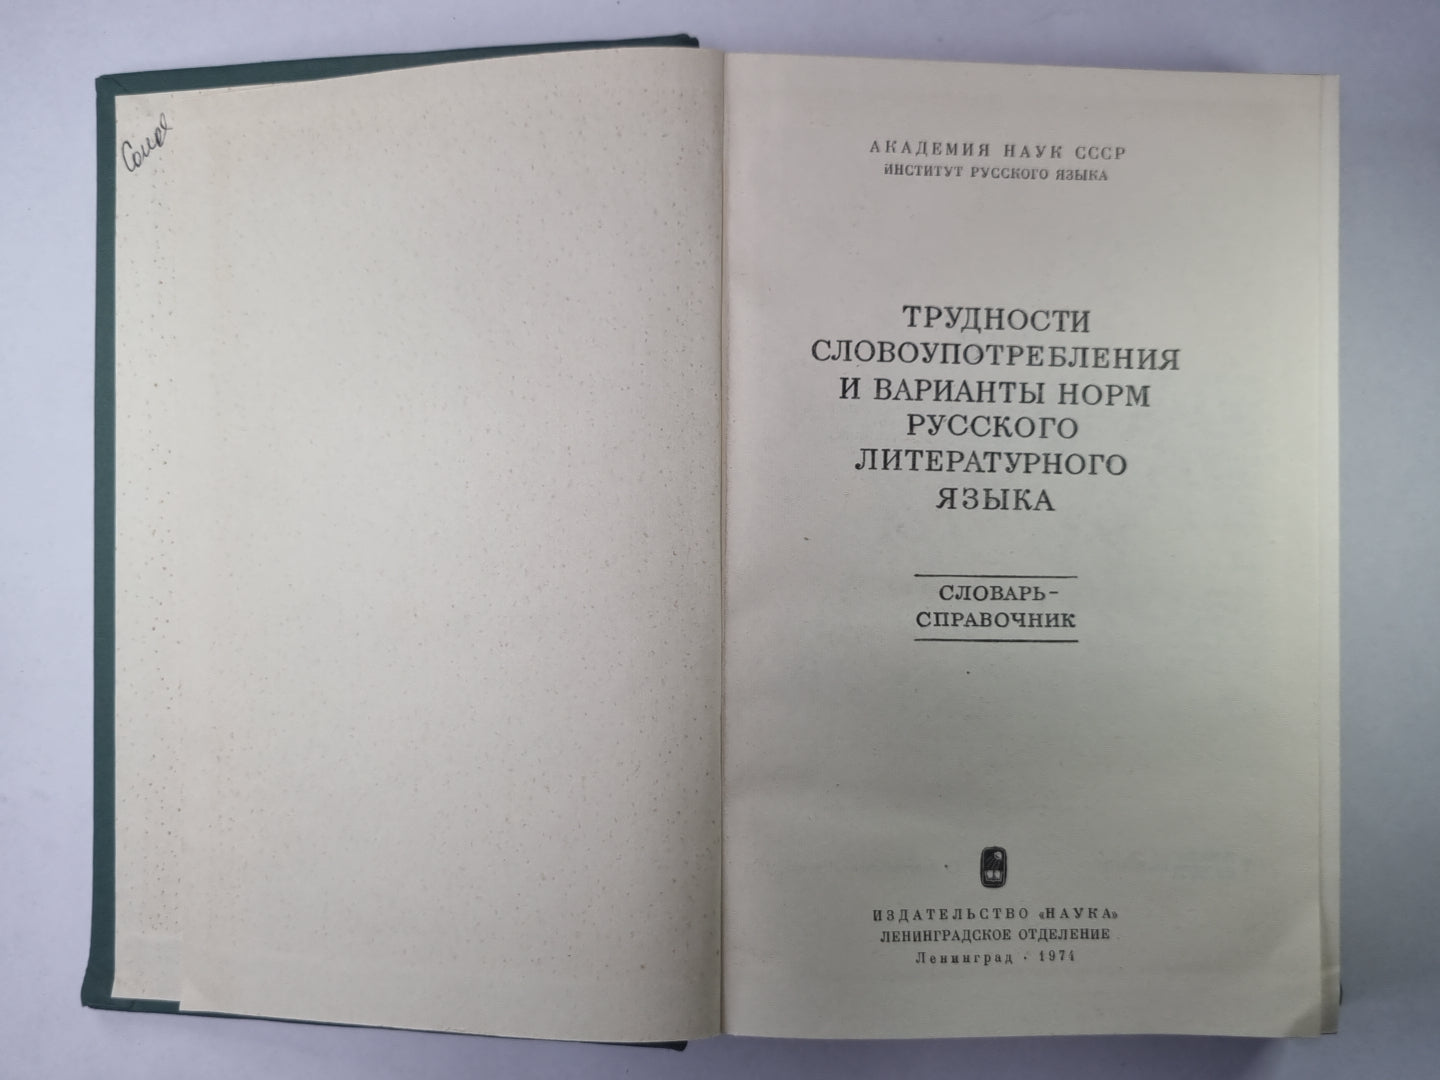 АКАДЕМИЯ НАУК СССР
ИНСТИТУТ РУССКОГО ЯЗЫКА
ТРУДНОСТИ
СЛОВОУПОТРЕБЛЕНИЯ
И ВАРИАНТЫ НОРМ
РУССКОГО
ЛИТЕРАТУРНОГО
ЯЗЫКА
СЛОВАРЬ-
СПРАВОЧНИК
ИЗДАТЕЛЬСТВО «НАУКА»
ЛЕНИНГРАДСКОЕ ОТДЕЛЕНИЕ
Ленинград · 1974